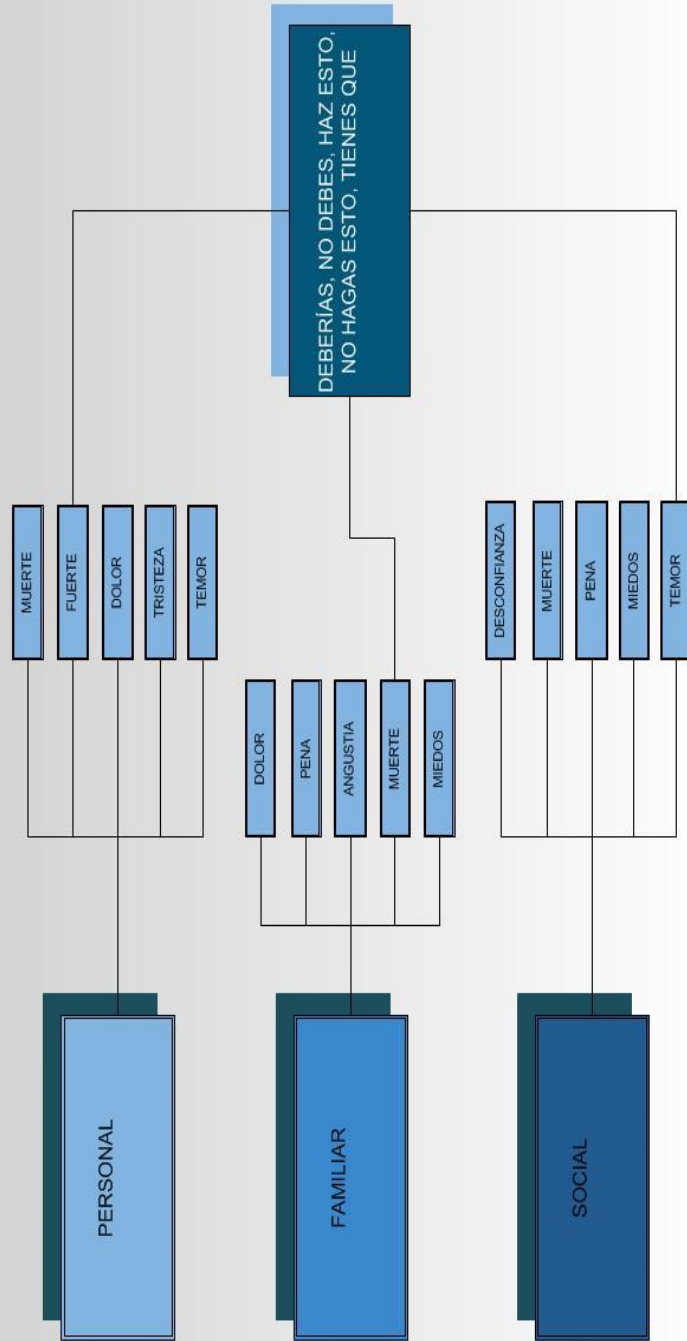 PERSONAL
MUERTE
FUERTE
DOLOR
TRISTEZA
TEMOR
FAMILIAR
DOLOR
PENA
ANGUSTIA
MUERTE
MIEDOS
SOCIAL
DESCONFIANZA
MUERTE
PENA
MIEDOS
TEMOR
DEBERÍAS, NO DEBES, HAZ ESTO,
NO HAGAS ESTO, TIENES QUE